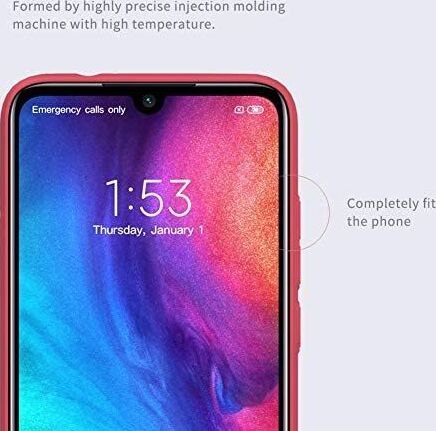 Formed by highly precise injection molding
machine with high temperature.
Emergency calls only
1:53
Thursday, January 1
Completely fit
the phone